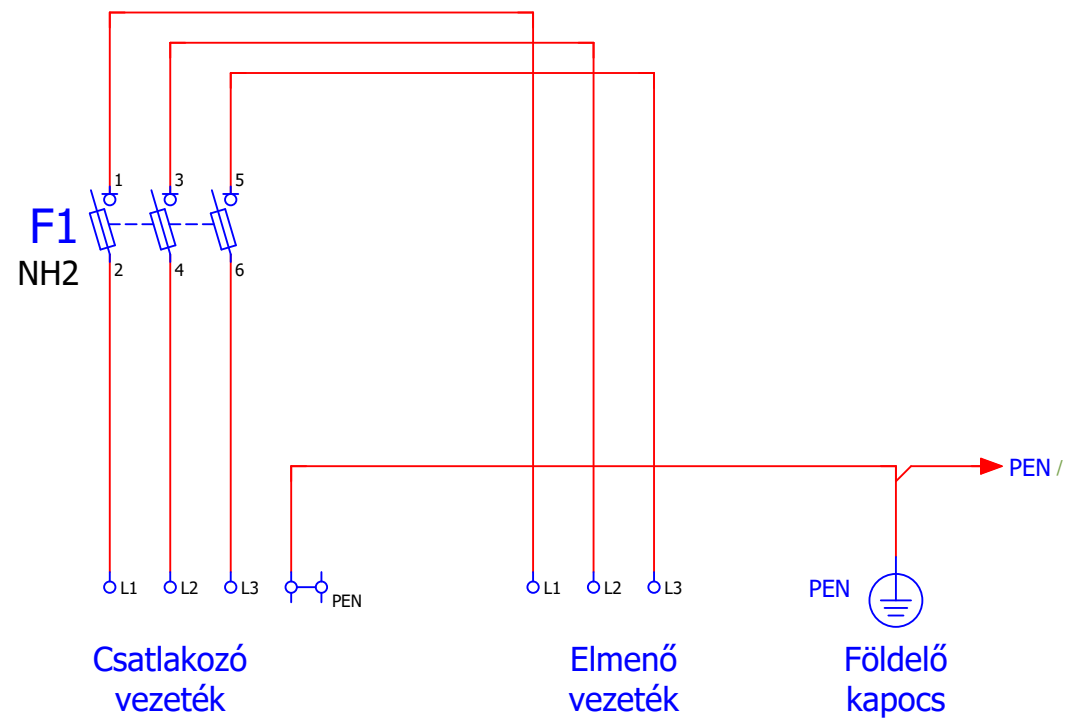 1 3 5
F1
NH2
2 4 6
PEN /
L1 L2 L3 PEN L1 L2 L3 PEN
Csatlakozó
vezeték
Elmenő
vezeték
Földelő
kapocs